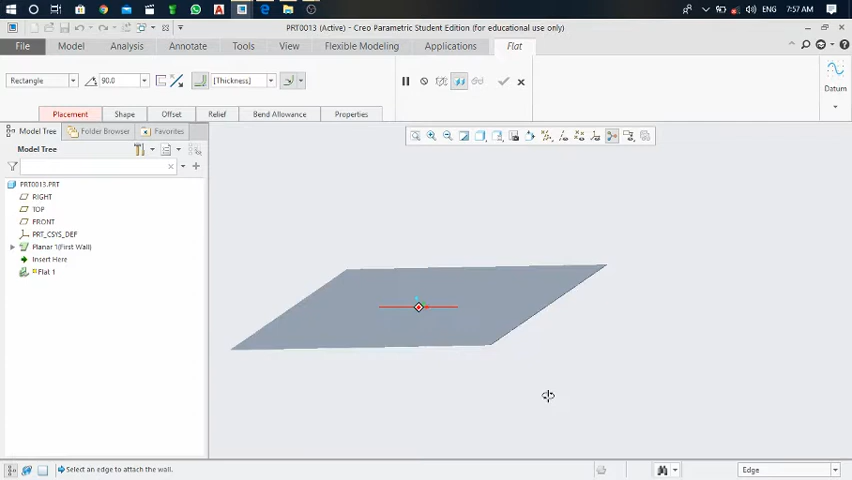 7:57 AM
ENG
PRT0013 (Active) - Creo Parametric Student Edition (for educational use only)
File Model Analysis Annotate Tools View Flexible Modeling Applications Flat
Rectangle 90.0 [Thickness] Datum
Placement Shape Offset Relief Bend Allowance Properties
Model Tree Folder Browser Favorites
Model Tree
PRT0013.PRT
RIGHT
TOP
FRONT
PRT_CSYS_DEF
Planar 1(First Wall)
Insert Here
Flat 1
Select an edge to attach the wall. Edge